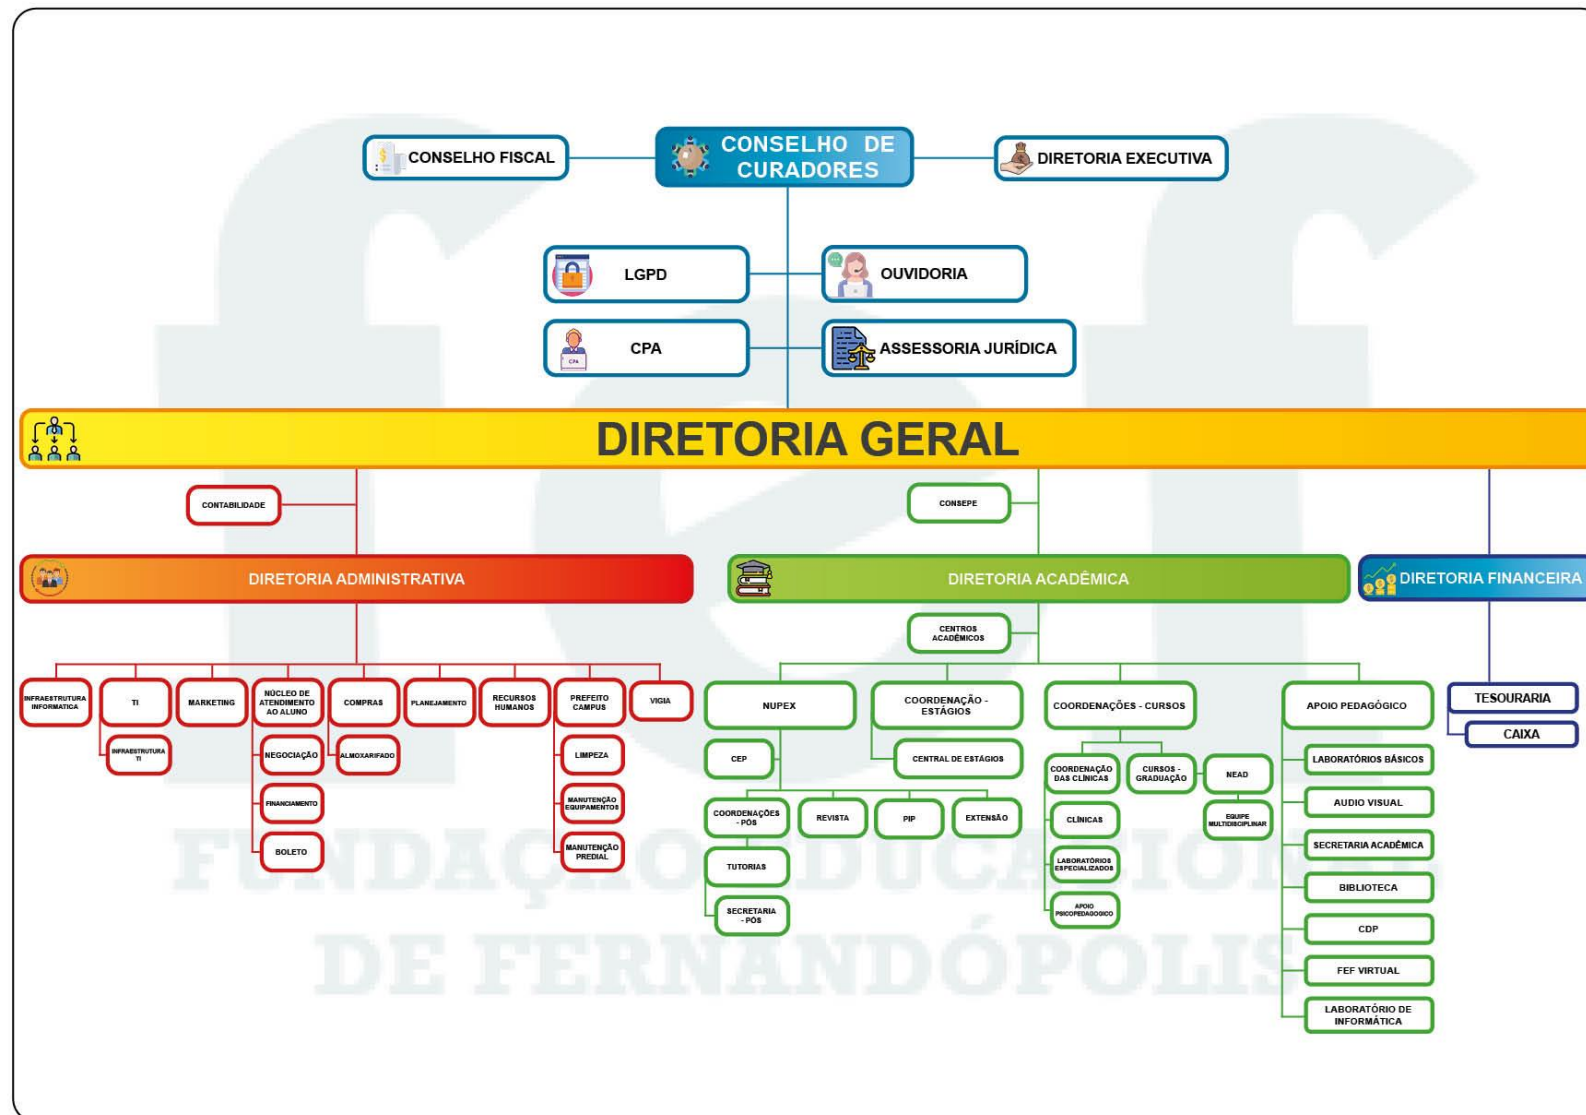 CONSELHO FISCAL
CONSELHO DE
CURADORES
DIRETORIA EXECUTIVA
LGPD
OUVIDORIA
CPA
CPA
ASSESSORIA JURÍDICA
DIRETORIA GERAL
CONTABILIDADE
CONSEPE
DIRETORIA ADMINISTRATIVA
DIRETORIA ACADÊMICA
DIRETORIA FINANCEIRA
CENTROS
ACADÊMICOS
INFRAESTRUTURA
INFORMATICA
TI
MARKETING
NÚCLEO DE
ATENDIMENTO
AO ALUNO
COMPRAS
PLANEJAMENTO
RECURSOS
HUMANOS
PREFEITO
CAMPUS
VIGIA
INFRAESTRUTURA
TI
NEGOCIAÇÃO
ALMOXARIFADO
LIMPEZA
FINANCIAMENTO
MANUTENÇÃO
EQUIPAMENTOS
BOLETO
MANUTENÇÃO
PREDIAL
NUPEX
COORDENAÇÃO -
ESTÁGIOS
COORDENAÇÕES - CURSOS
APOIO PEDAGÓGICO
CEP
CENTRAL DE ESTÁGIOS
COORDENAÇÕES
- PÓS
REVISTA
PIP
EXTENSÃO
TUTORIAS
SECRETARIA
- PÓS
COORDENAÇÃO
DAS CLÍNICAS
CURSOS -
GRADUAÇÃO
NEAD
CLÍNICAS
EQUIPE
MULTIDISCIPLINAR
LABORATÓRIOS
ESPECIALIZADOS
APOIO
PSICOPEDAGOGICO
LABORATÓRIOS BÁSICOS
AUDIO VISUAL
SECRETARIA ACADÊMICA
BIBLIOTECA
CDP
FEF VIRTUAL
LABORATÓRIO DE
INFORMÁTICA
TESOURARIA
CAIXA
fef
FUNDAÇÃO EDUCACIONAL
DE FERNANDÓPOLIS